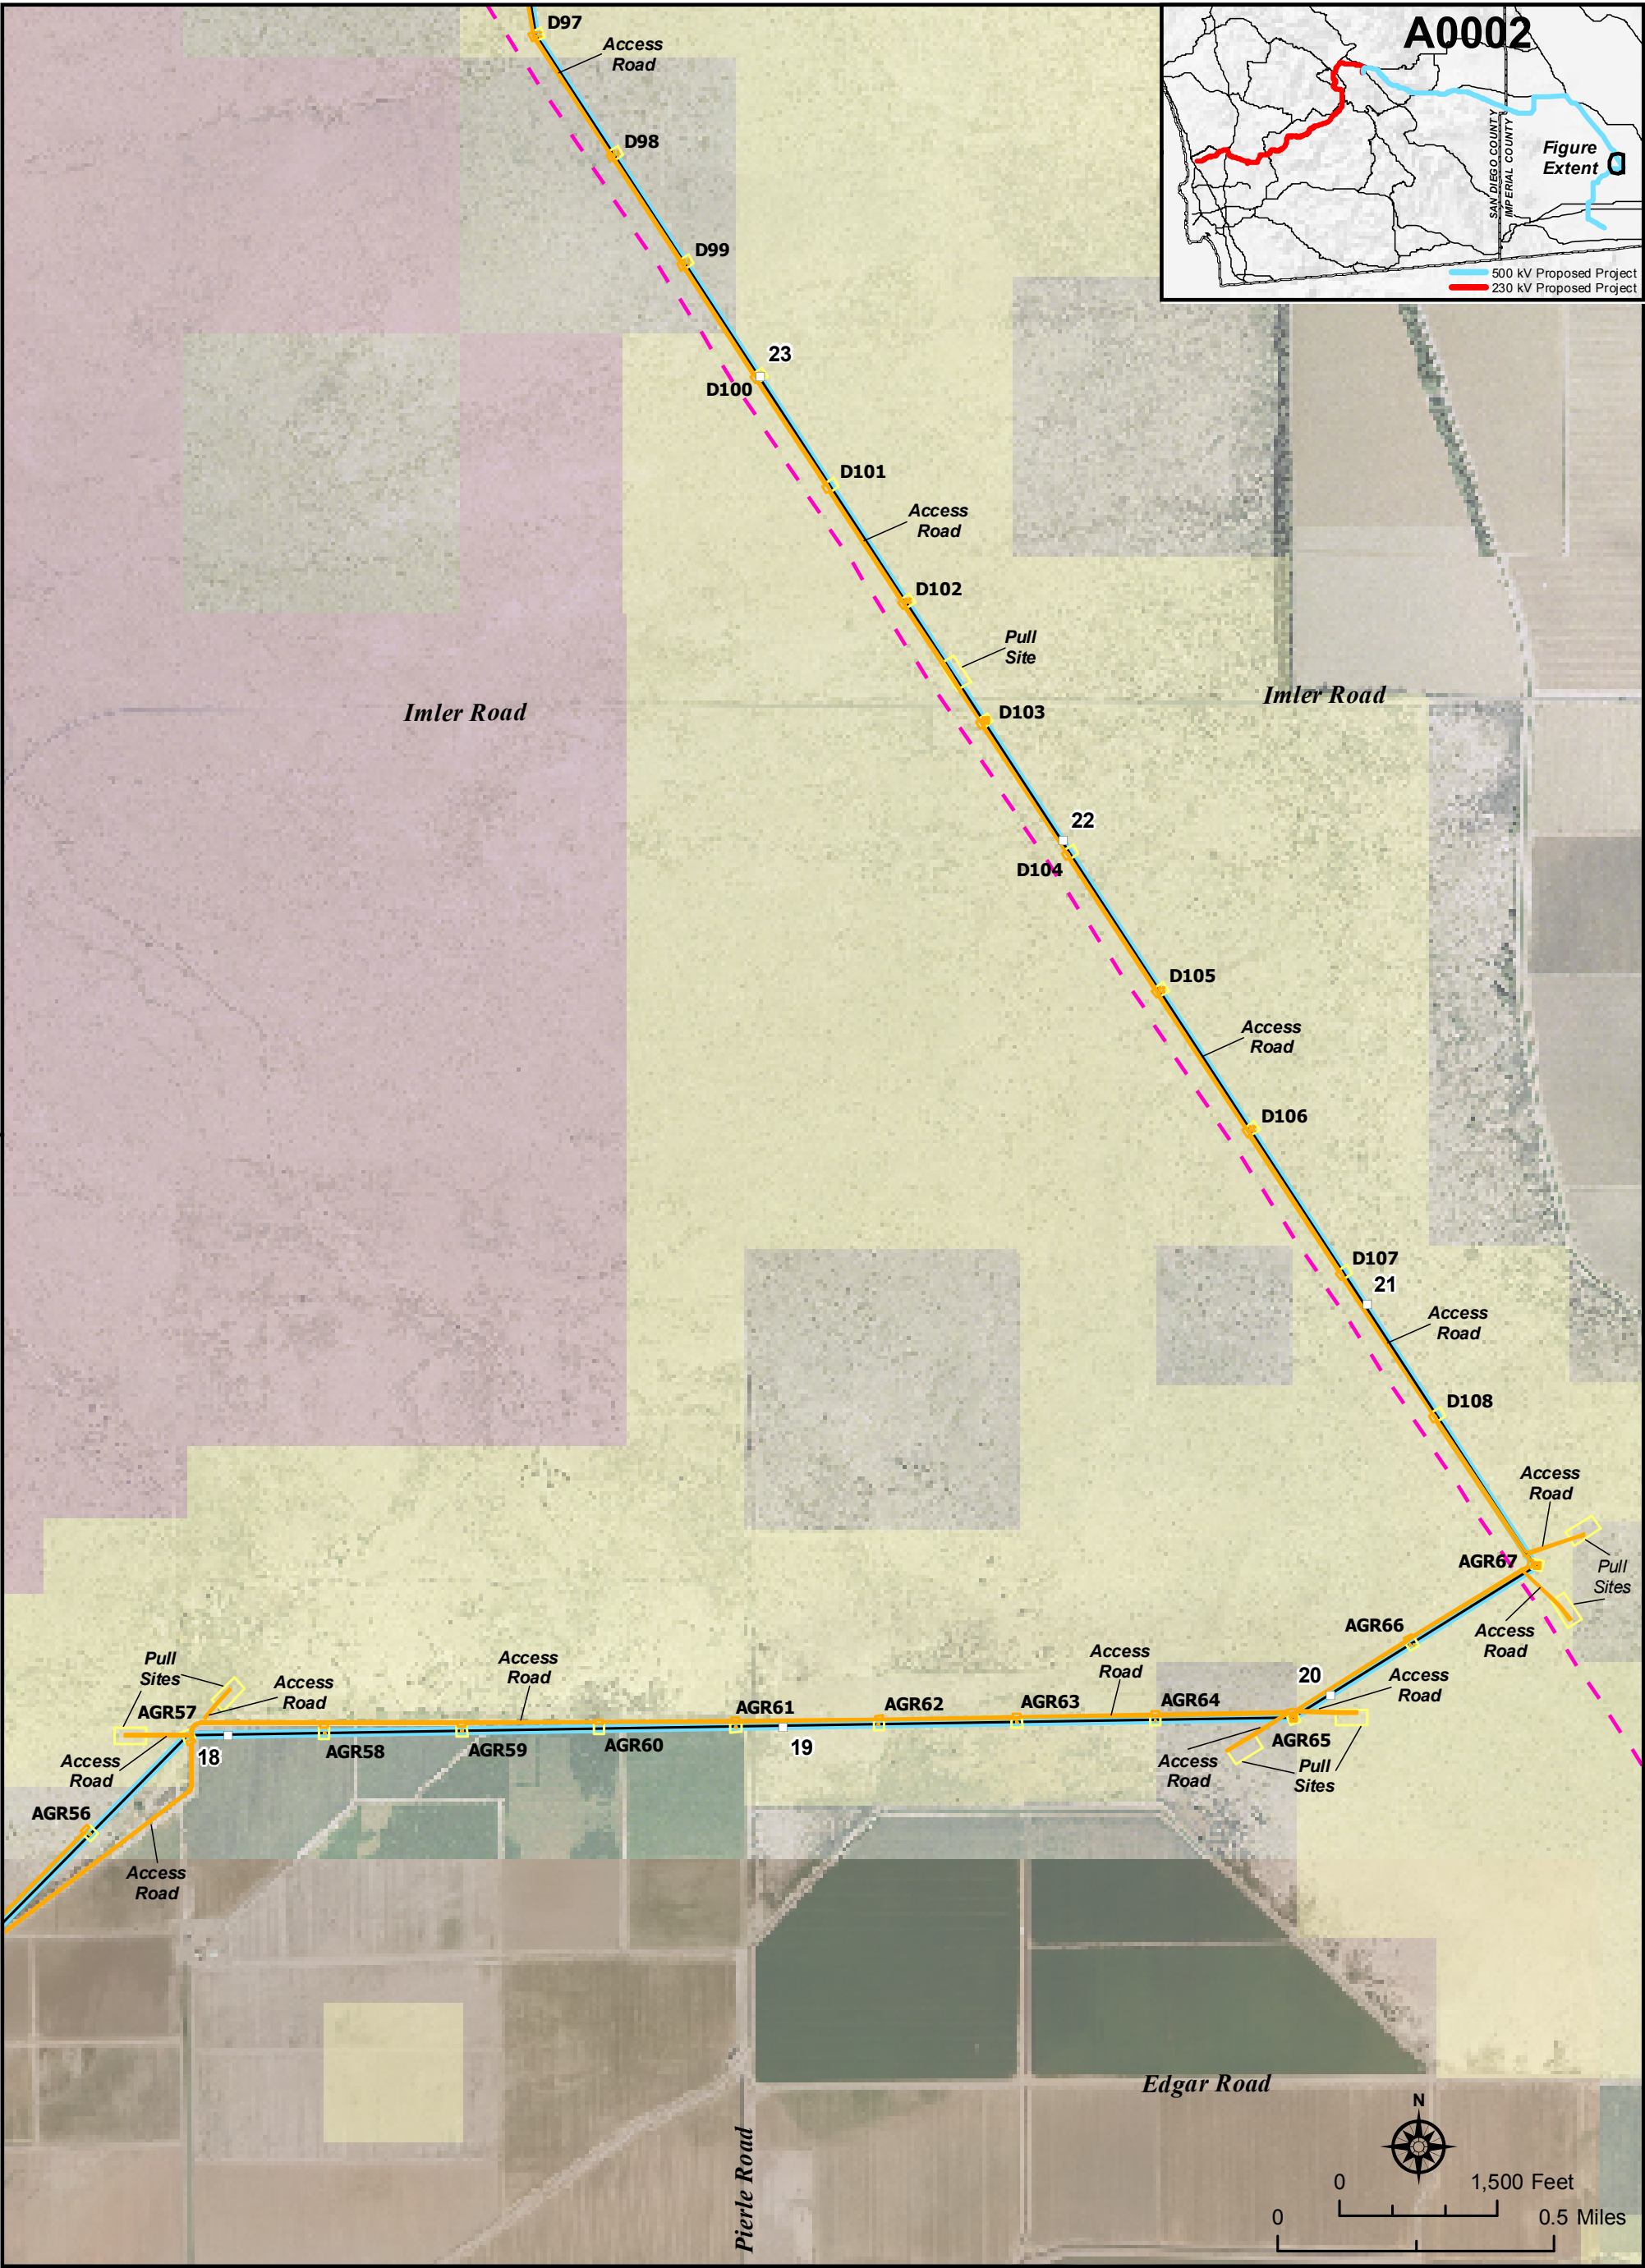 A0002
SAN DIEGO COUNTY
IMPERIAL COUNTY
Figure
Extent
500 kV Proposed Project
230 kV Proposed Project
D97
Access
Road
D98
D99
23
D100
D101
Access
Road
D102
Pull
Site
Imler Road
Imler Road
D103
22
D104
D105
Access
Road
D106
D107
21
Access
Road
D108
Access
Road
AGR67
Pull
Sites
Access
Road
AGR66
Pull
Sites
Access
Road
Access
Road
Access
Road
20
Access
Road
AGR57
AGR61
AGR62
AGR63
AGR64
18
AGR58
AGR59
AGR60
19
AGR65
Access
Road
Access
Road
Pull
Sites
AGR56
Access
Road
Edgar Road
Pierle Road
N
0
1,500 Feet
0
0.5 Miles